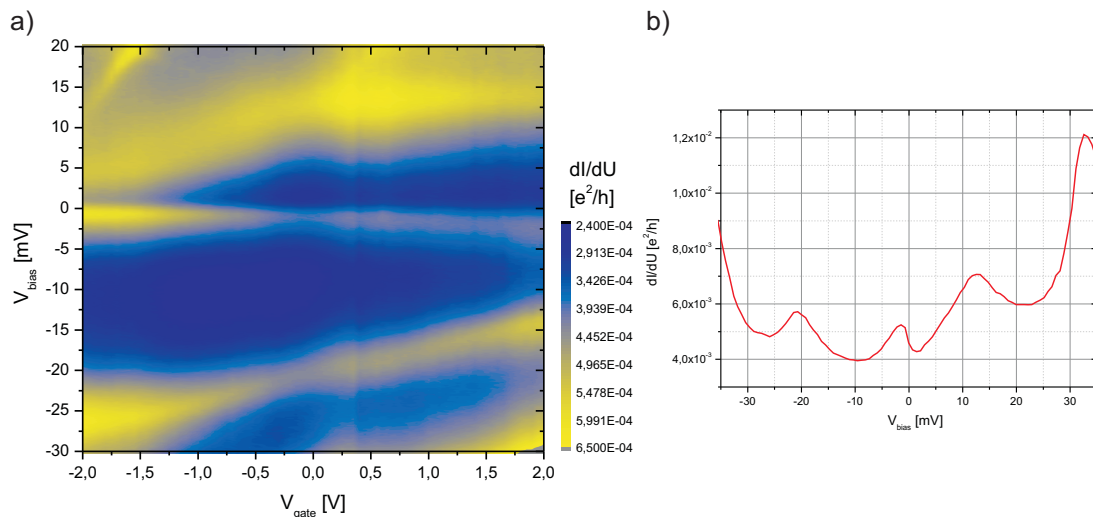 a)
20
15
10
5
0
-5
-10
-15
-20
-25
-30
V_bias [mV]
-2,0 -1,5 -1,0 -0,5 0,0 0,5 1,0 1,5 2,0
V_gate [V]
dI/dU
[e²/h]
2,400E-04
2,913E-04
3,426E-04
3,939E-04
4,452E-04
4,965E-04
5,478E-04
5,991E-04
6,500E-04
b)
1,2x10⁻²
1,0x10⁻²
8,0x10⁻³
6,0x10⁻³
4,0x10⁻³
dI/dU [e²/h]
-30 -20 -10 0 10 20 30
V_bias [mV]